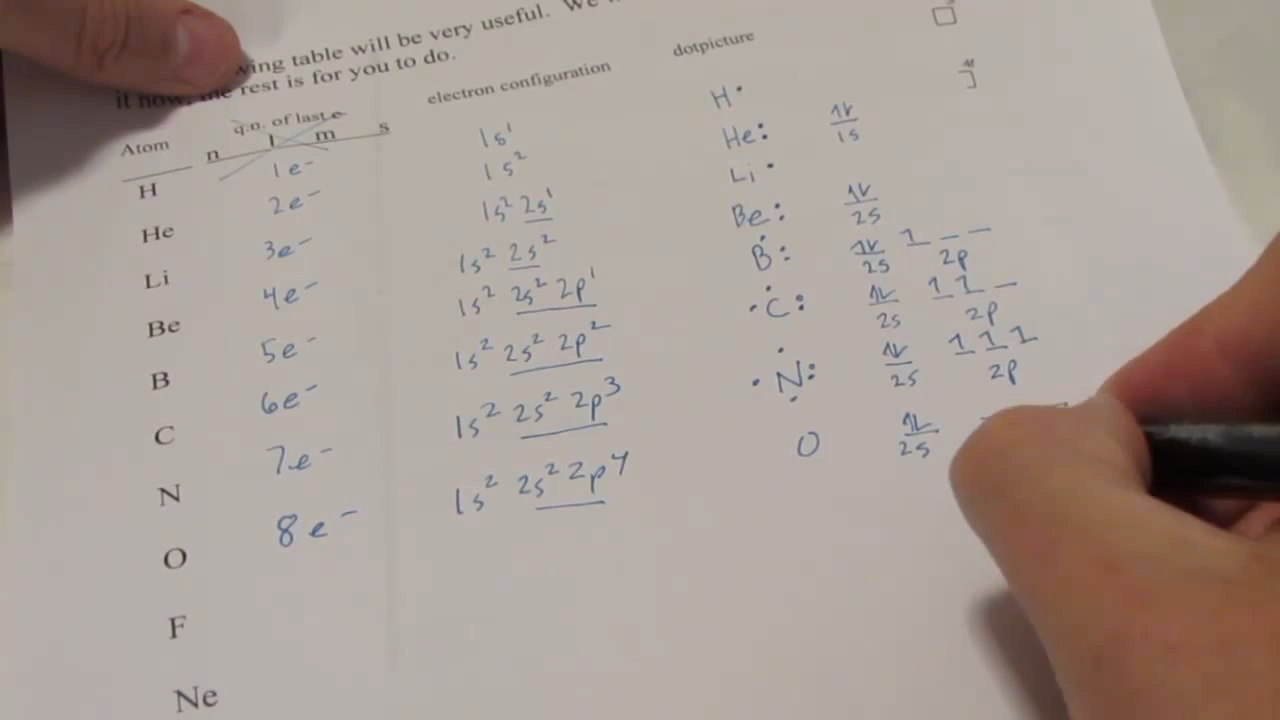 wing table will be very useful. We
it now, the rest is for you to do.
Atom q.n. of last e- electron configuration dotpicture
n l m s
H 1e- 1s¹ H·
He 2e- 1s² He: 1s
Li 3e- 1s² 2s¹ Li·
Be 4e- 1s² 2s² Be: 2s
B 5e- 1s² 2s² 2p¹ B: 2s 2p
C 6e- 1s² 2s² 2p² ·C: 2s 2p
N 7e- 1s² 2s² 2p³ ·N: 2s 2p
O 8e- 1s² 2s² 2p⁴ O 2s
F
Ne